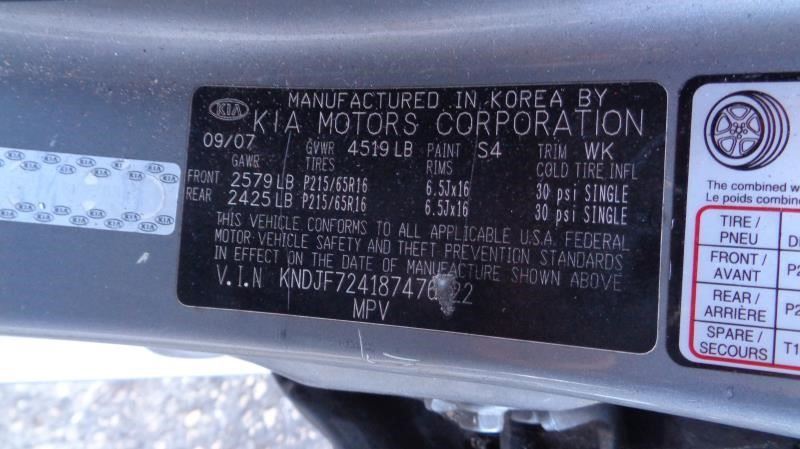 KIA
MANUFACTURED IN KOREA BY
KIA MOTORS CORPORATION
09/07 GVWR 4519 LB PAINT S4 TRIM WK
GAWR TIRES RIMS COLD TIRE INFL
FRONT 2579 LB P215/65R16 6.5Jx16 30 psi SINGLE
REAR 2425 LB P215/65R16 6.5Jx16 30 psi SINGLE
THIS VEHICLE CONFORMS TO ALL APPLICABLE U.S.A. FEDERAL
MOTOR VEHICLE SAFETY AND THEFT PREVENTION STANDARDS
IN EFFECT ON THE DATE OF MANUFACTURE SHOWN ABOVE
V.I.N
MPV
The combined w
Le poids combin
TIRE /
PNEU
FRONT /
AVANT
REAR /
ARRIÈRE
SPARE /
SECOURS